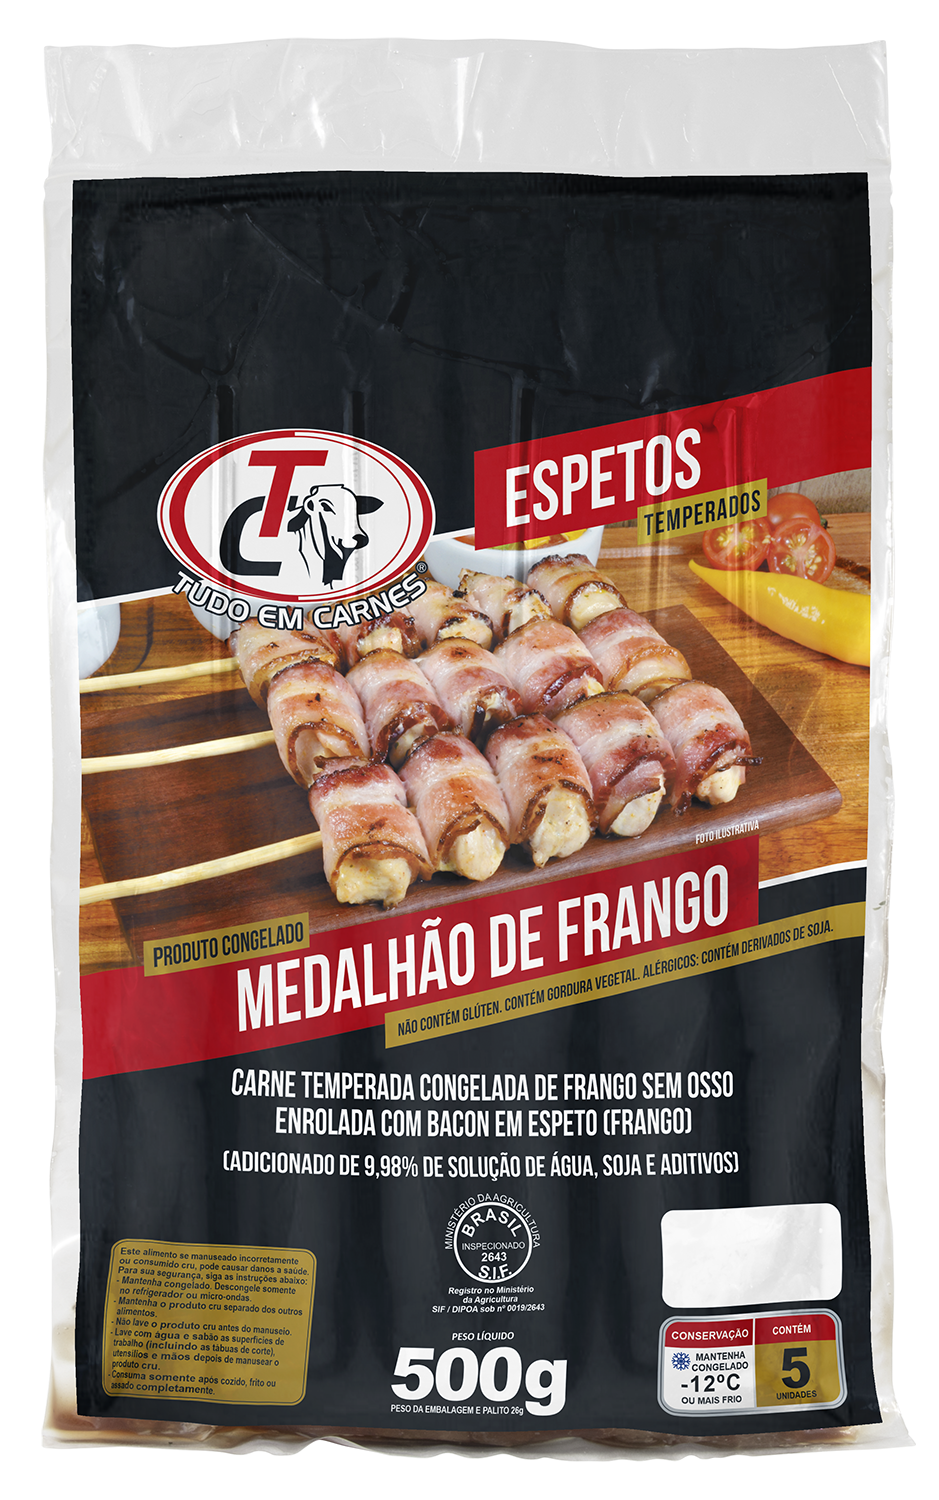 ESPETOS
TEMPERADOS
TC
TUDO EM CARNES®
FOTO ILUSTRATIVA
PRODUTO CONGELADO
MEDALHÃO DE FRANGO
NÃO CONTÉM GLÚTEN. CONTÉM GORDURA VEGETAL. ALÉRGICOS: CONTÉM DERIVADOS DE SOJA.
CARNE TEMPERADA CONGELADA DE FRANGO SEM OSSO
ENROLADA COM BACON EM ESPETO (FRANGO)
(ADICIONADO DE 9,98% DE SOLUÇÃO DE ÁGUA, SOJA E ADITIVOS)
MINISTÉRIO DA AGRICULTURA
BRASIL
INSPECIONADO
2643
S.I.F.
Registro no Ministério
da Agricultura
SIF / DIPOA sob nº 0019/2643
PESO LÍQUIDO
500g
PESO DA EMBALAGEM E PALITO 26g
Este alimento se manuseado incorretamente
ou consumido cru, pode causar danos a saúde.
Para sua segurança, siga as instruções abaixo:
- Mantenha congelado. Descongele somente
no refrigerador ou micro-ondas.
- Mantenha o produto cru separado dos outros
alimentos.
- Não lave o produto cru antes do manuseio.
- Lave com água e sabão as superfícies de
trabalho (incluindo as tábuas de corte),
utensílios e mãos depois de manusear o
produto cru.
- Consuma somente após cozido, frito ou
assado completamente.
CONSERVAÇÃO
MANTENHA
CONGELADO
-12ºC
OU MAIS FRIO
CONTÉM
5
UNIDADES